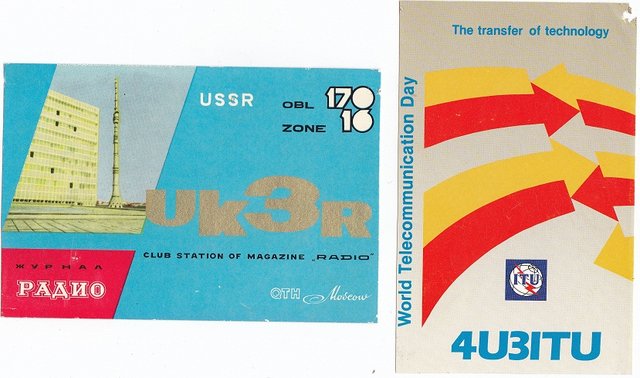 USSR
OBL 170
ZONE 16
UK3R
CLUB STATION OF MAGAZINE „RADIO"
ЖУРНАЛ
РАДИО
QTH Moscow
The transfer of technology
World Telecommunication Day
ITU
4U3ITU